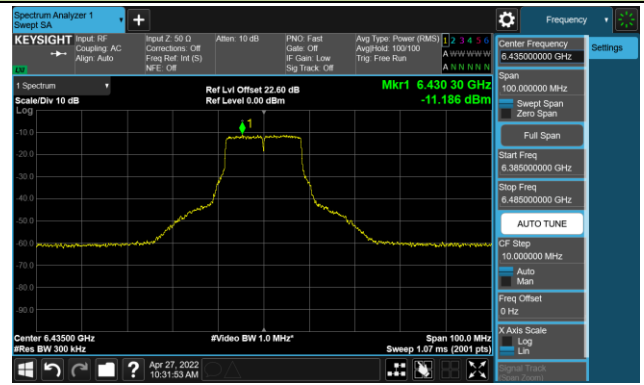 Spectrum Analyzer 1
Swept SA
Frequency
KEYSIGHT
Input: RF
Coupling: AC
Align: Auto
Input Z: 50 Ω
Corrections: Off
Freq Ref: Int (S)
NFE: Off
Atten: 10 dB
PNO: Fast
Gate: Off
IF Gain: Low
Sig Track: Off
Avg Type: Power (RMS)
Avg|Hold: 100/100
Trig: Free Run
1 2 3 4 5 6
A W W W W W
A N N N N N
1 Spectrum
Scale/Div 10 dB
Log
Ref Lvl Offset 22.60 dB
Ref Level 0.00 dBm
Mkr1 6.430 30 GHz
-11.186 dBm
1
-10.0
-20.0
-30.0
-40.0
-50.0
-60.0
-70.0
-80.0
-90.0
Center 6.43500 GHz
#Res BW 300 kHz
#Video BW 1.0 MHz*
Span 100.0 MHz
Sweep 1.07 ms (2001 pts)
Apr 27, 2022
10:31:53 AM
?
Center Frequency
6.435000000 GHz
Span
100.000000 MHz
Swept Span
Zero Span
Full Span
Start Freq
6.385000000 GHz
Stop Freq
6.485000000 GHz
AUTO TUNE
CF Step
10.000000 MHz
Auto
Man
Freq Offset
0 Hz
X Axis Scale
Log
Lin
Signal Track
(Span Zoom)
Settings